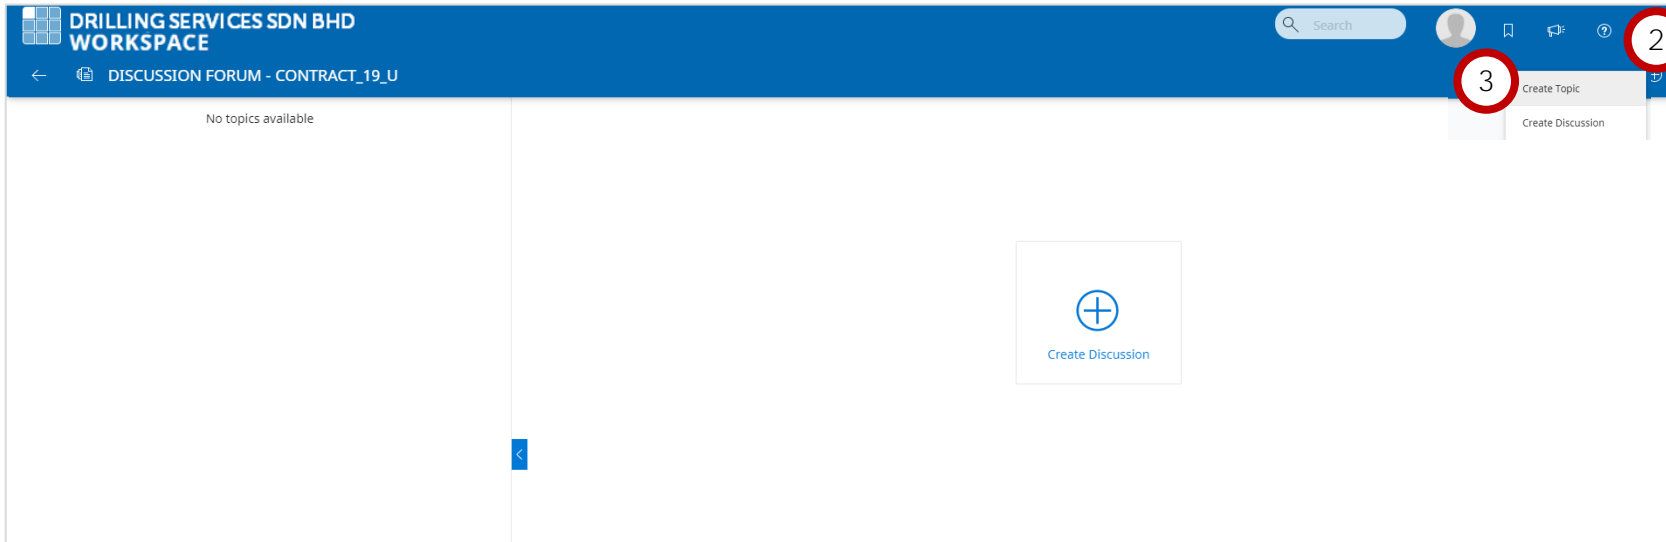 DRILLING SERVICES SDN BHD
WORKSPACE
Search
2
DISCUSSION FORUM - CONTRACT_19_U
3
Create Topic
Create Discussion
No topics available
Create Discussion